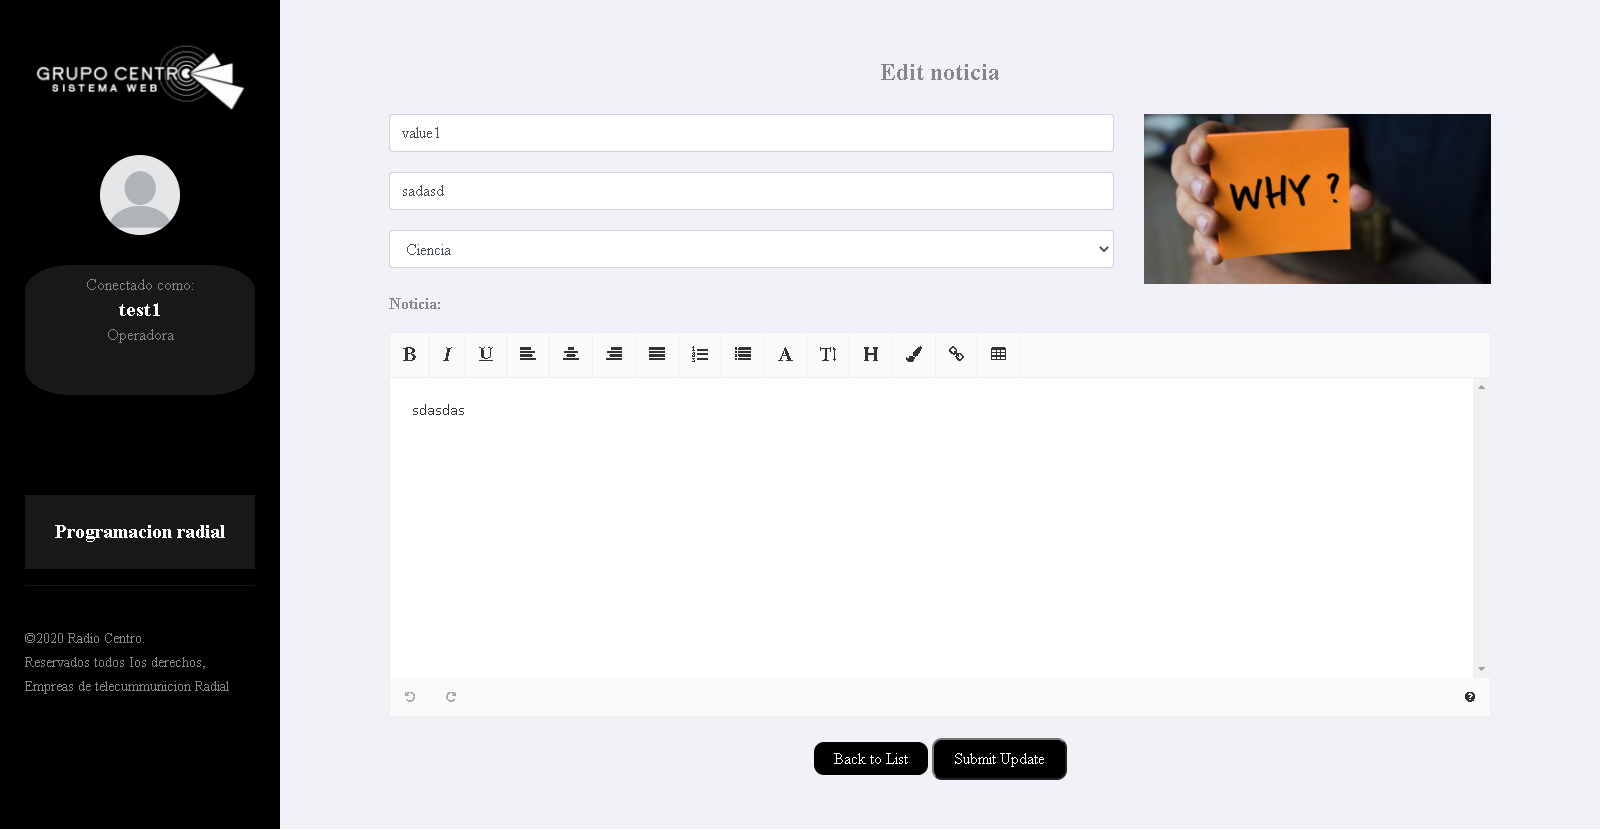 GRUPO CENTRO
SISTEMA WEB
Conectado como:
test1
Operadora
Programacion radial
©2020 Radio Centro.
Reservados todos los derechos,
Empreas de telecummunicion Radial
Edit noticia
value1
sadasd
Ciencia
WHY ?
Noticia:
B I U A T H
sdasdas
Back to List
Submit Update